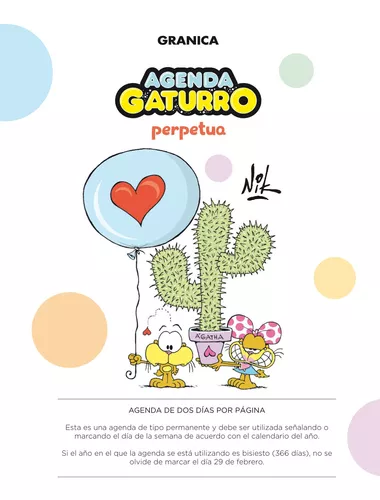 GRANICA
AGENDA
GATURRO
perpetua
Nik
AGATHA
AGENDA DE DOS DÍAS POR PÁGINA
Esta es una agenda de tipo permanente y debe ser utilizada señalando o
marcando el día de la semana de acuerdo con el calendario del año.
Si el año en el que la agenda se está utilizando es bisiesto (366 días), no se
olvide de marcar el día 29 de febrero.